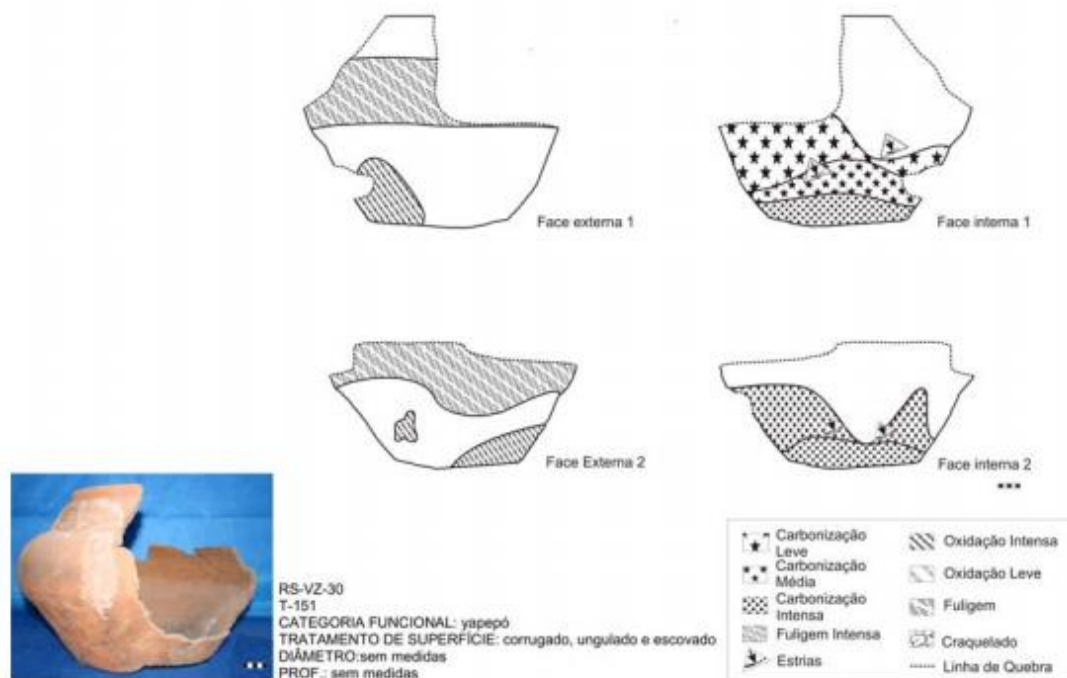 Face externa 1
Face interna 1
Face Externa 2
Face interna 2
RS-VZ-30
T-151
CATEGORIA FUNCIONAL: yapepó
TRATAMENTO DE SUPERFÍCIE: corrugado, ungulado e escovado
DIÂMETRO:sem medidas
PROF.: sem medidas
Carbonização
Leve
Carbonização
Média
Carbonização
Intensa
Fuligem Intensa
Estrias
Oxidação Intensa
Oxidação Leve
Fuligem
Craquelado
Linha de Quebra